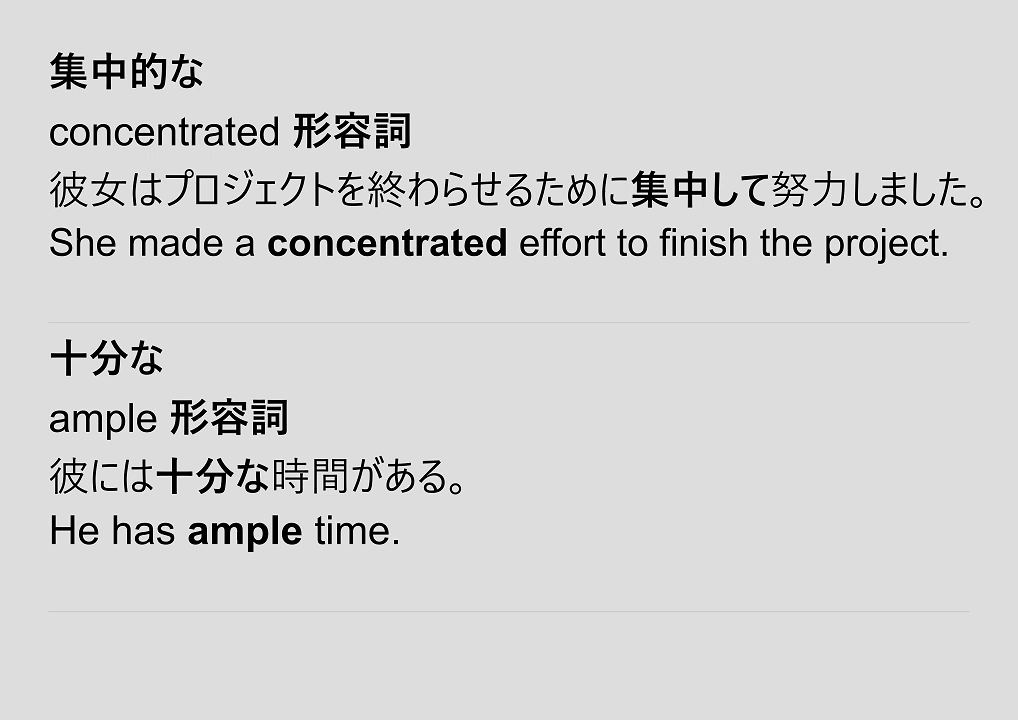 集中的な
concentrated 形容詞
彼女はプロジェクトを終わらせるために集中して努力しました。
She made a concentrated effort to finish the project.
十分な
ample 形容詞
彼には十分な時間がある。
He has ample time.